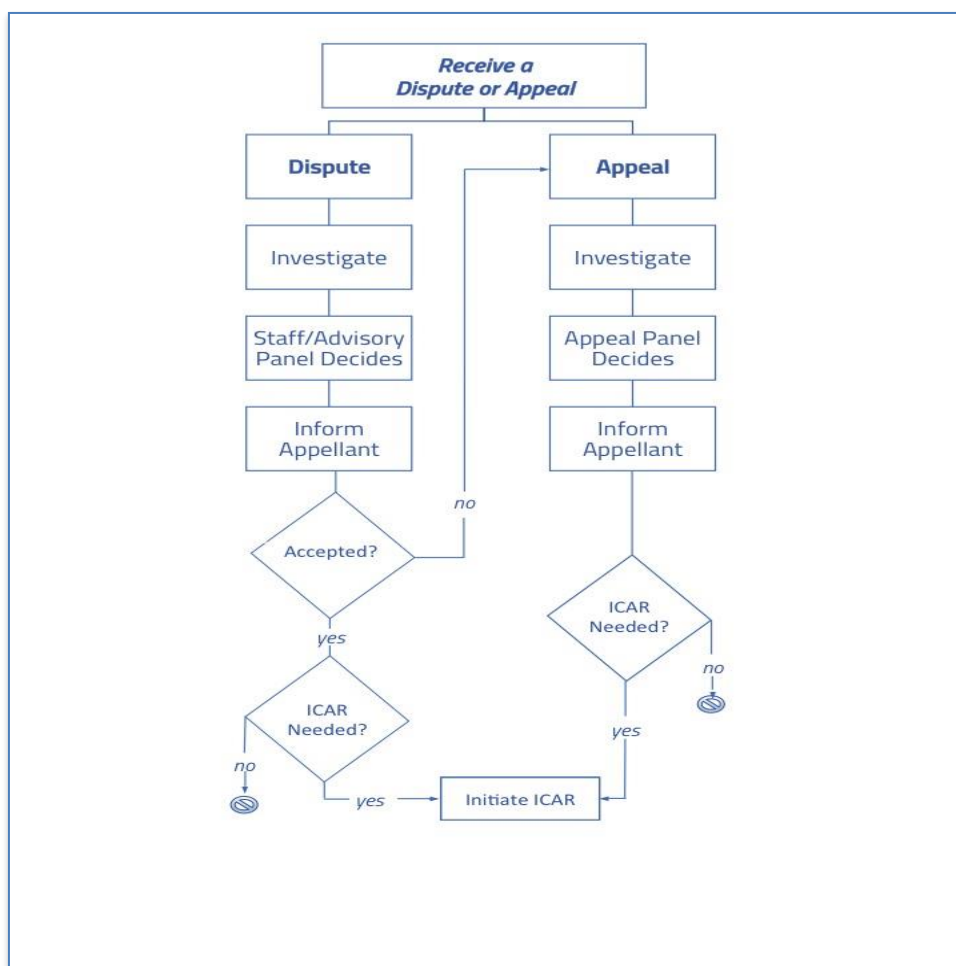 Receive a
Dispute or Appeal
Dispute
Appeal
Investigate
Investigate
Staff/Advisory
Panel Decides
Appeal Panel
Decides
Inform
Appellant
Inform
Appellant
no
Accepted?
ICAR
Needed?
yes
no
ICAR
Needed?
yes
no
yes
Initiate ICAR